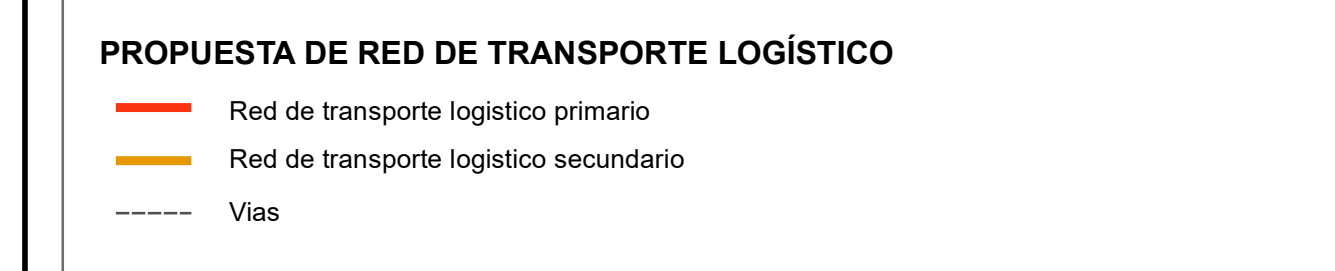 PROPUESTA DE RED DE TRANSPORTE LOGÍSTICO
Red de transporte logistico primario
Red de transporte logistico secundario
Vias